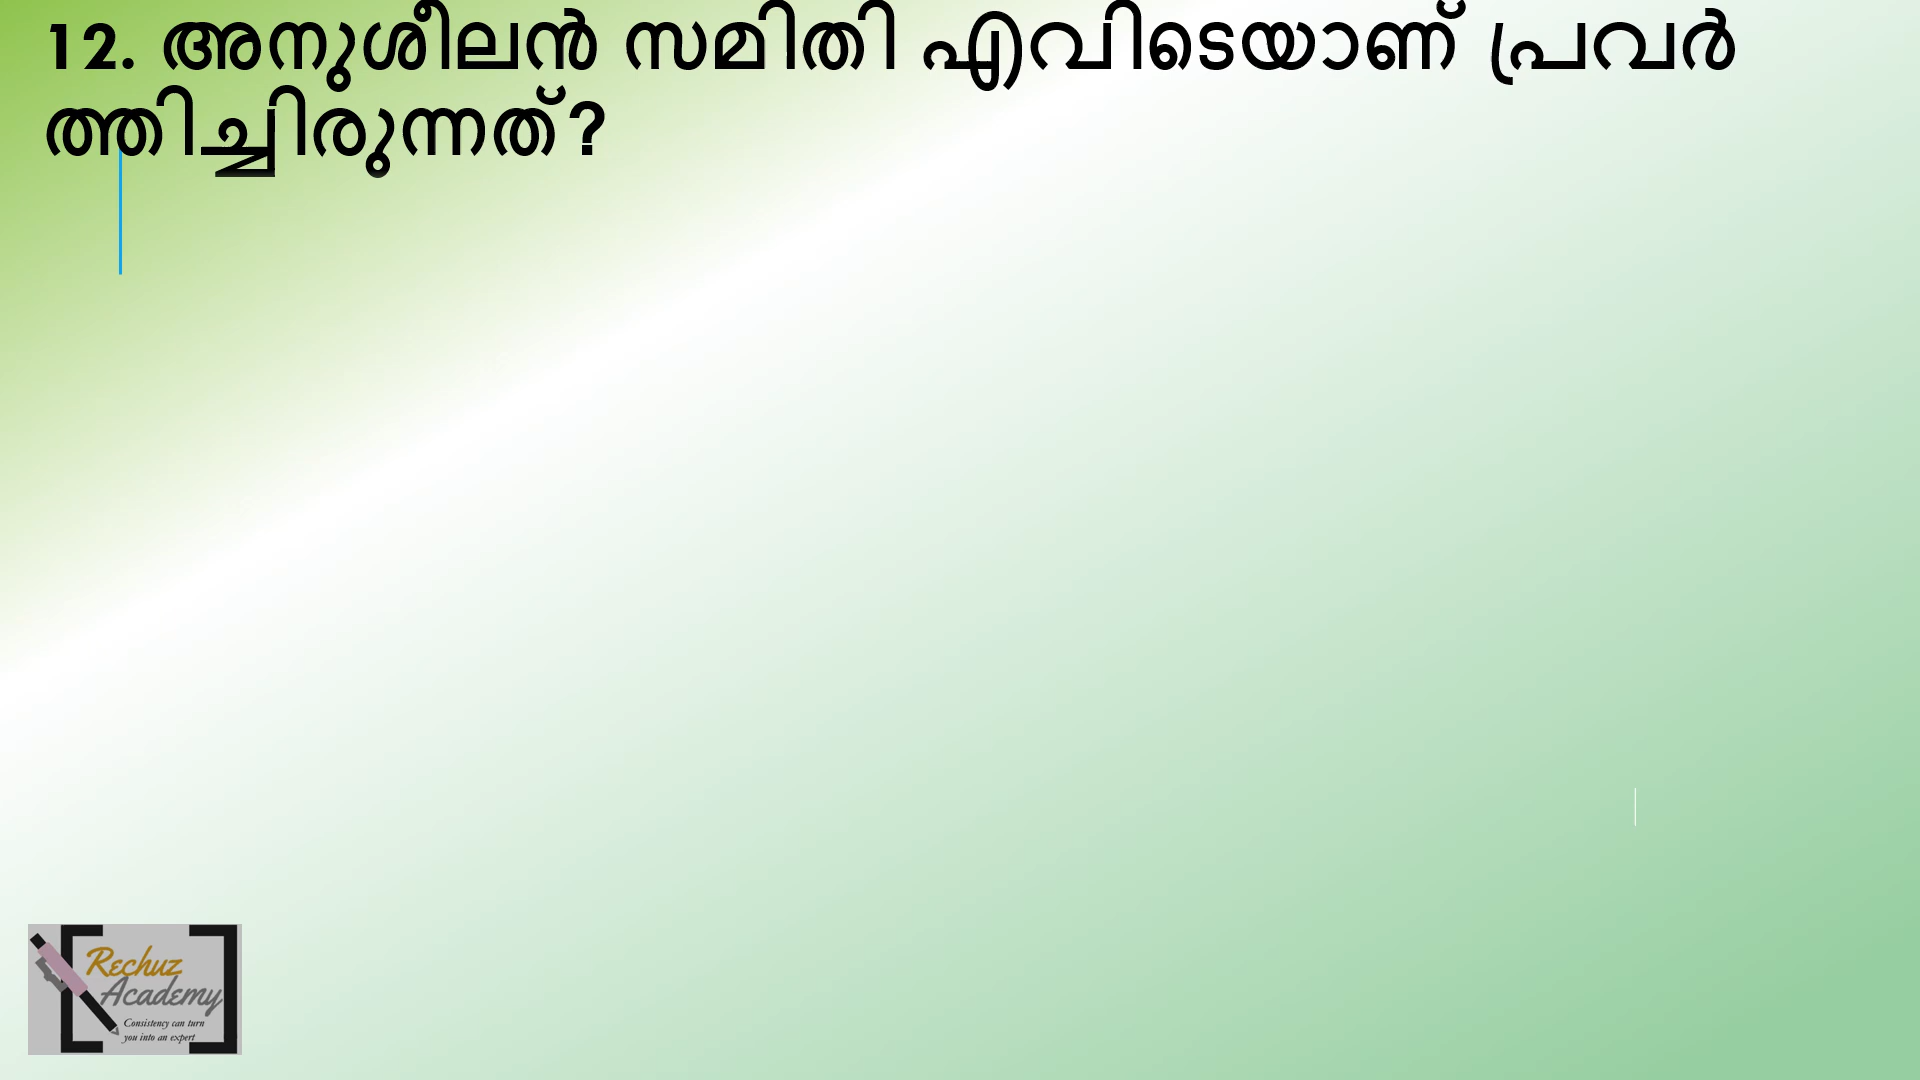 12. അനുശീലൻ സമിതി എവിടെയാണ് പ്രവർ
ത്തിച്ചിരുന്നത്?
Rechuz
Academy
Consistency can turn
you into an expert